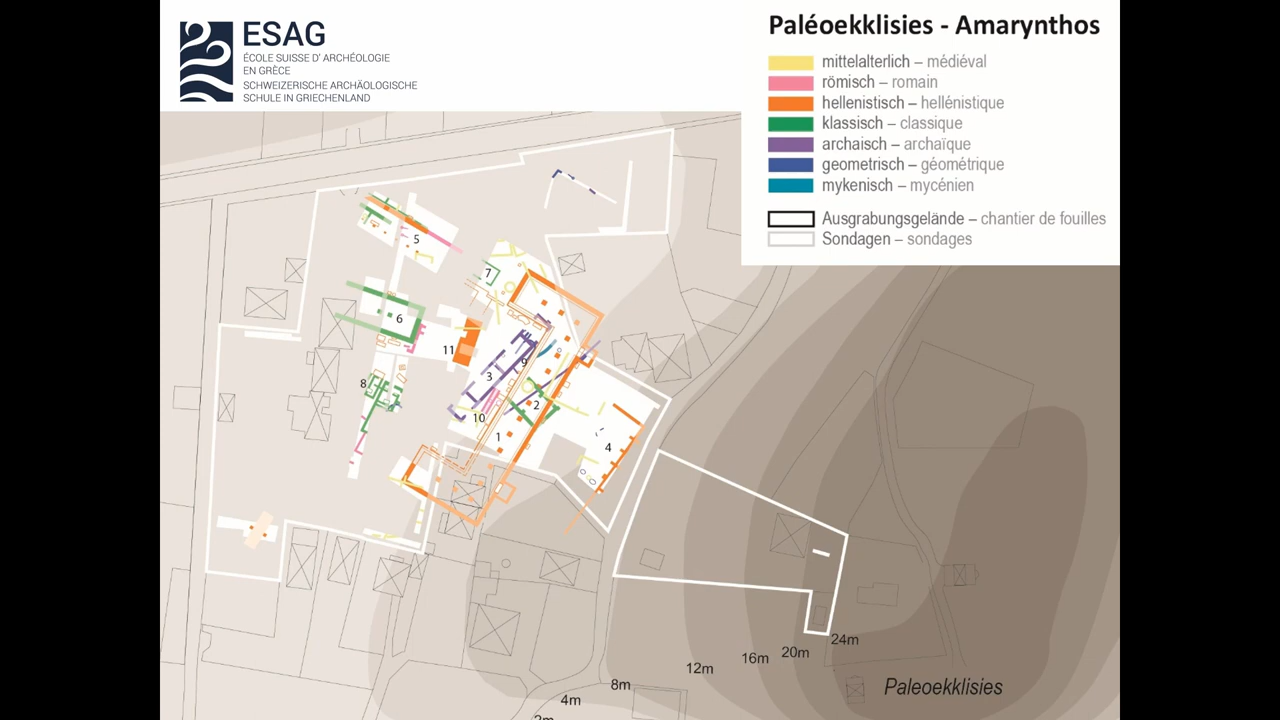 ESAG
ÉCOLE SUISSE D' ARCHÉOLOGIE
EN GRÈCE
SCHWEIZERISCHE ARCHÄOLOGISCHE
SCHULE IN GRIECHENLAND
Paléoekklisies - Amarynthos
mittelalterlich – médiéval
römisch – romain
hellenistisch – hellénistique
klassisch – classique
archaisch – archaïque
geometrisch – géométrique
mykenisch – mycénien
Ausgrabungsgelände – chantier de fouilles
Sondagen – sondages
5
7
6
11
9
3
8
2
10
1
4
24m
20m
16m
12m
8m
4m
2m
Paleoekklisies